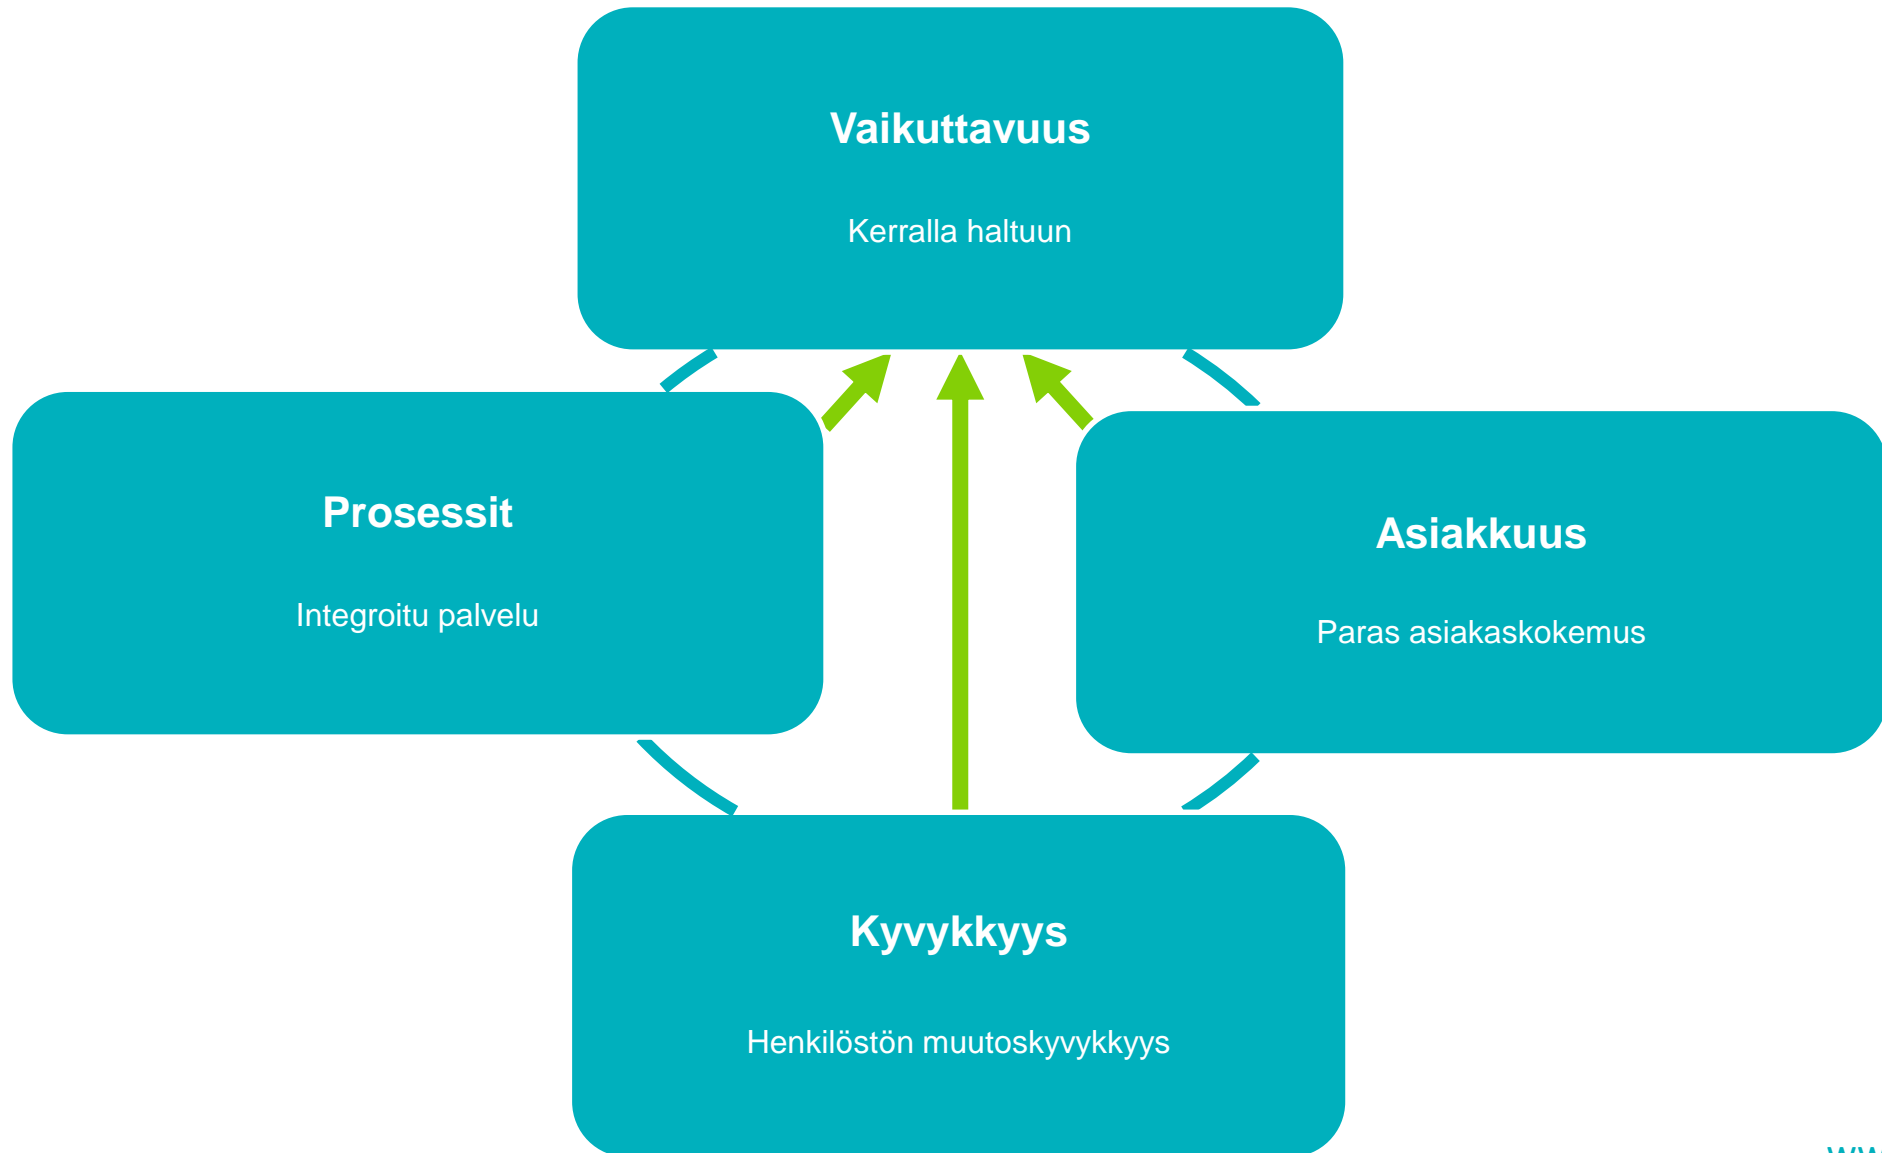 Vaikuttavuus
Kerralla haltuun
Prosessit
Integroitu palvelu
Asiakkuus
Paras asiakaskokemus
Kyvykkyys
Henkilöstön muutoskyvykkyys